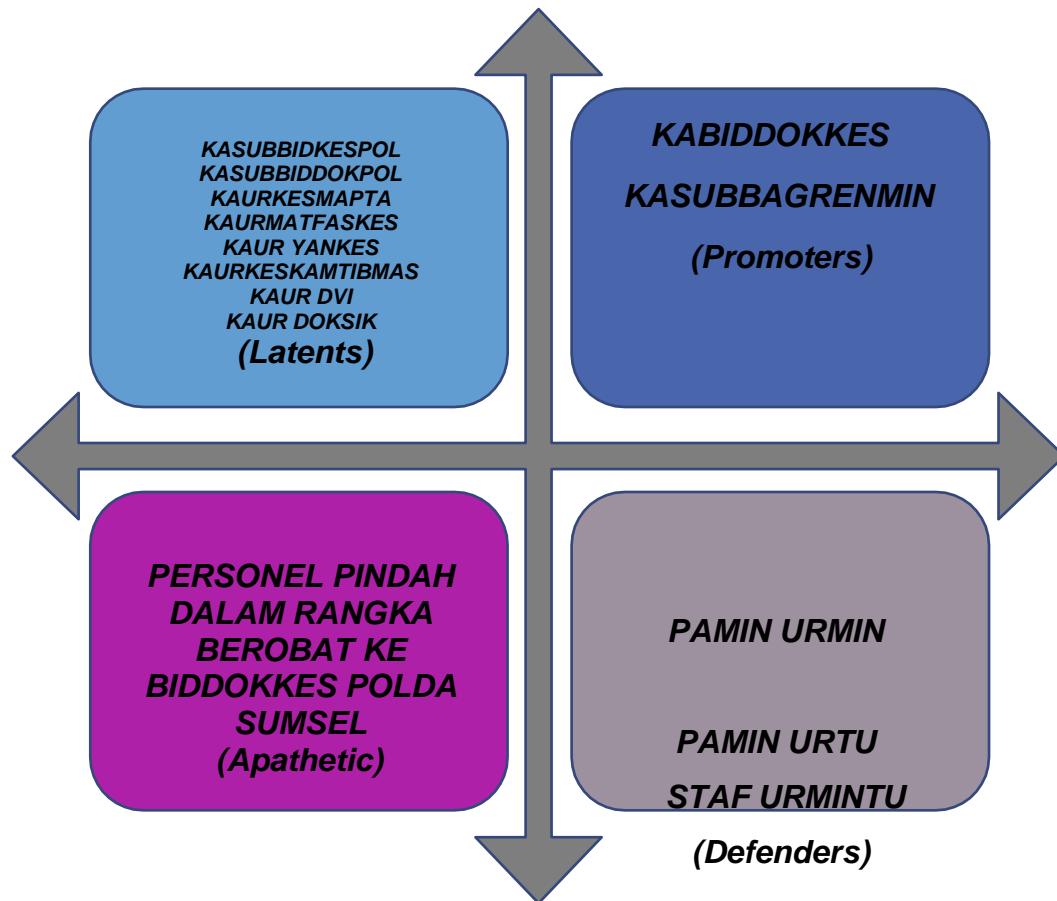 KASUBBIDKESPOL
KASUBBIDDOKPOL
KAURKESMAPTA
KAURMATFASKES
KAUR YANKES
KAURKESKAMTIBMAS
KAUR DVI
KAUR DOKSIK
(Latents)
KABIDDOKKES
KASUBBAGRENMIN
(Promoters)
PERSONEL PINDAH
DALAM RANGKA
BEROBAT KE
BIDDOKKES POLDA
SUMSEL
(Apathetic)
PAMIN URMIN
PAMIN URTU
STAF URMINTU
(Defenders)